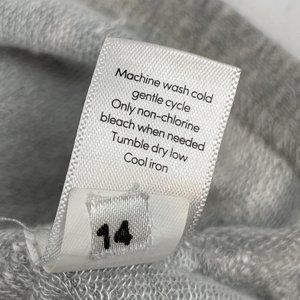 Machine wash cold
gentle cycle
Only non-chlorine
bleach when needed
Tumble dry low
Cool iron
14